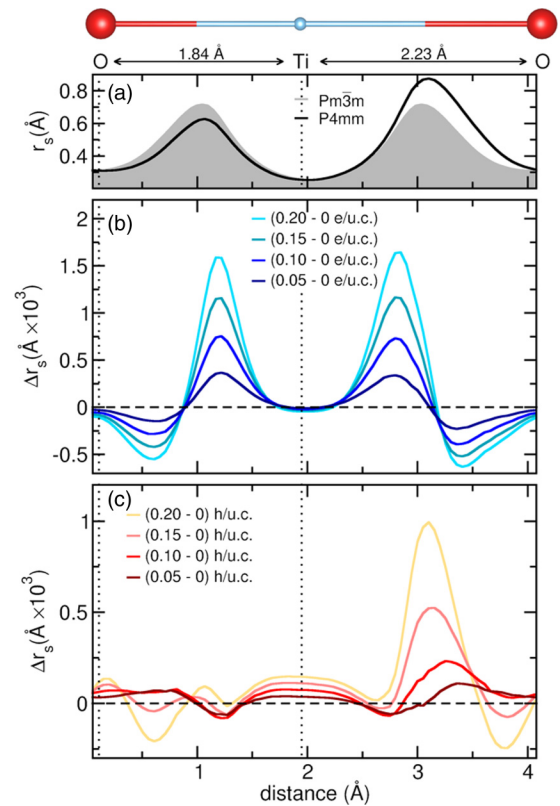 1.84 Å 2.23 Å
O Ti O
(a)
0.8
0.6
0.4
r_s(Å)
Pm3̅m
P4mm
(b)
2
1.5
1
0.5
0
-0.5
Δr_s(Å ×10³)
(0.20 - 0 e/u.c.)
(0.15 - 0 e/u.c.)
(0.10 - 0 e/u.c.)
(0.05 - 0 e/u.c.)
(c)
1
0.5
0
Δr_s(Å ×10³)
(0.20 - 0) h/u.c.
(0.15 - 0) h/u.c.
(0.10 - 0) h/u.c.
(0.05 - 0) h/u.c.
0 1 2 3 4
distance (Å)